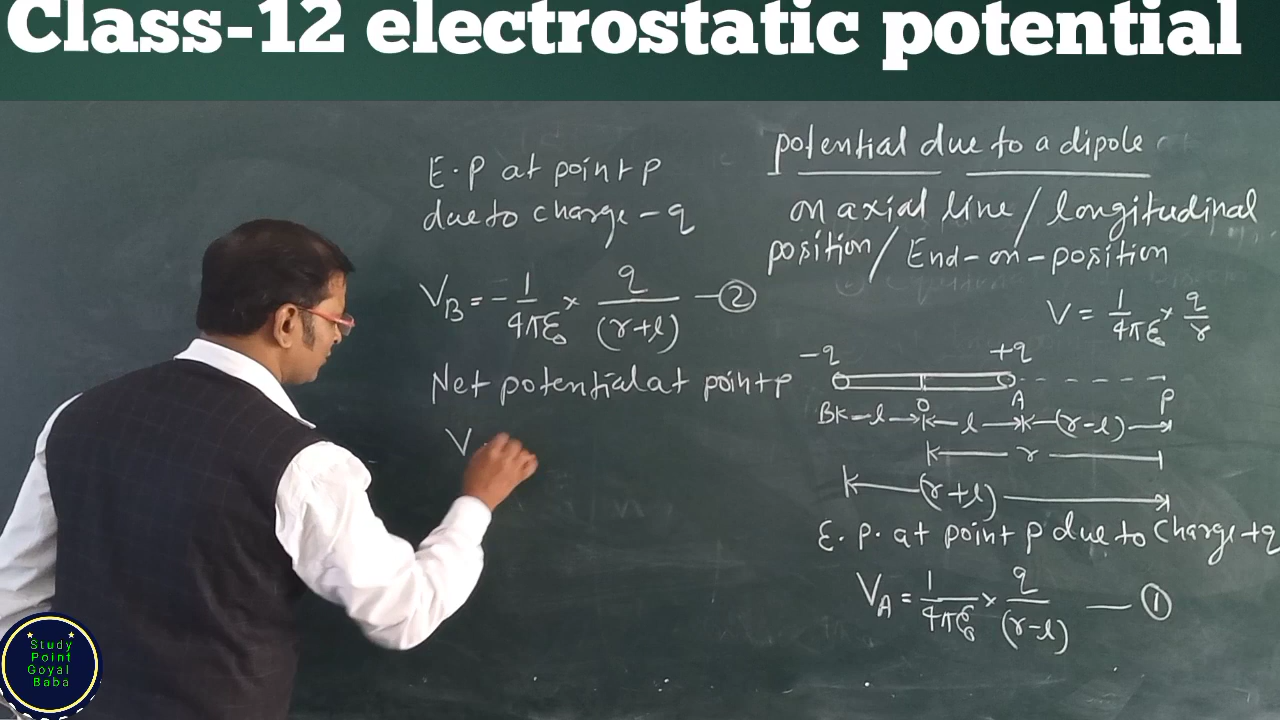 Class-12 electrostatic potential
potential due to a dipole
on axial line / longitudinal
position / End-on-position
V = 1/4πε₀ × q/r
-q +q
O A P
B l l (r-l)
r
(r+l)
E.P. at point P due to Charge +q
V_A = 1/4πε₀ × q/(r-l) — ①
E.P at point P
due to charge -q
V_B = -1/4πε₀ × q/(r+l) — ②
Net potential at point P
V
Study
Point
Goyal
Baba